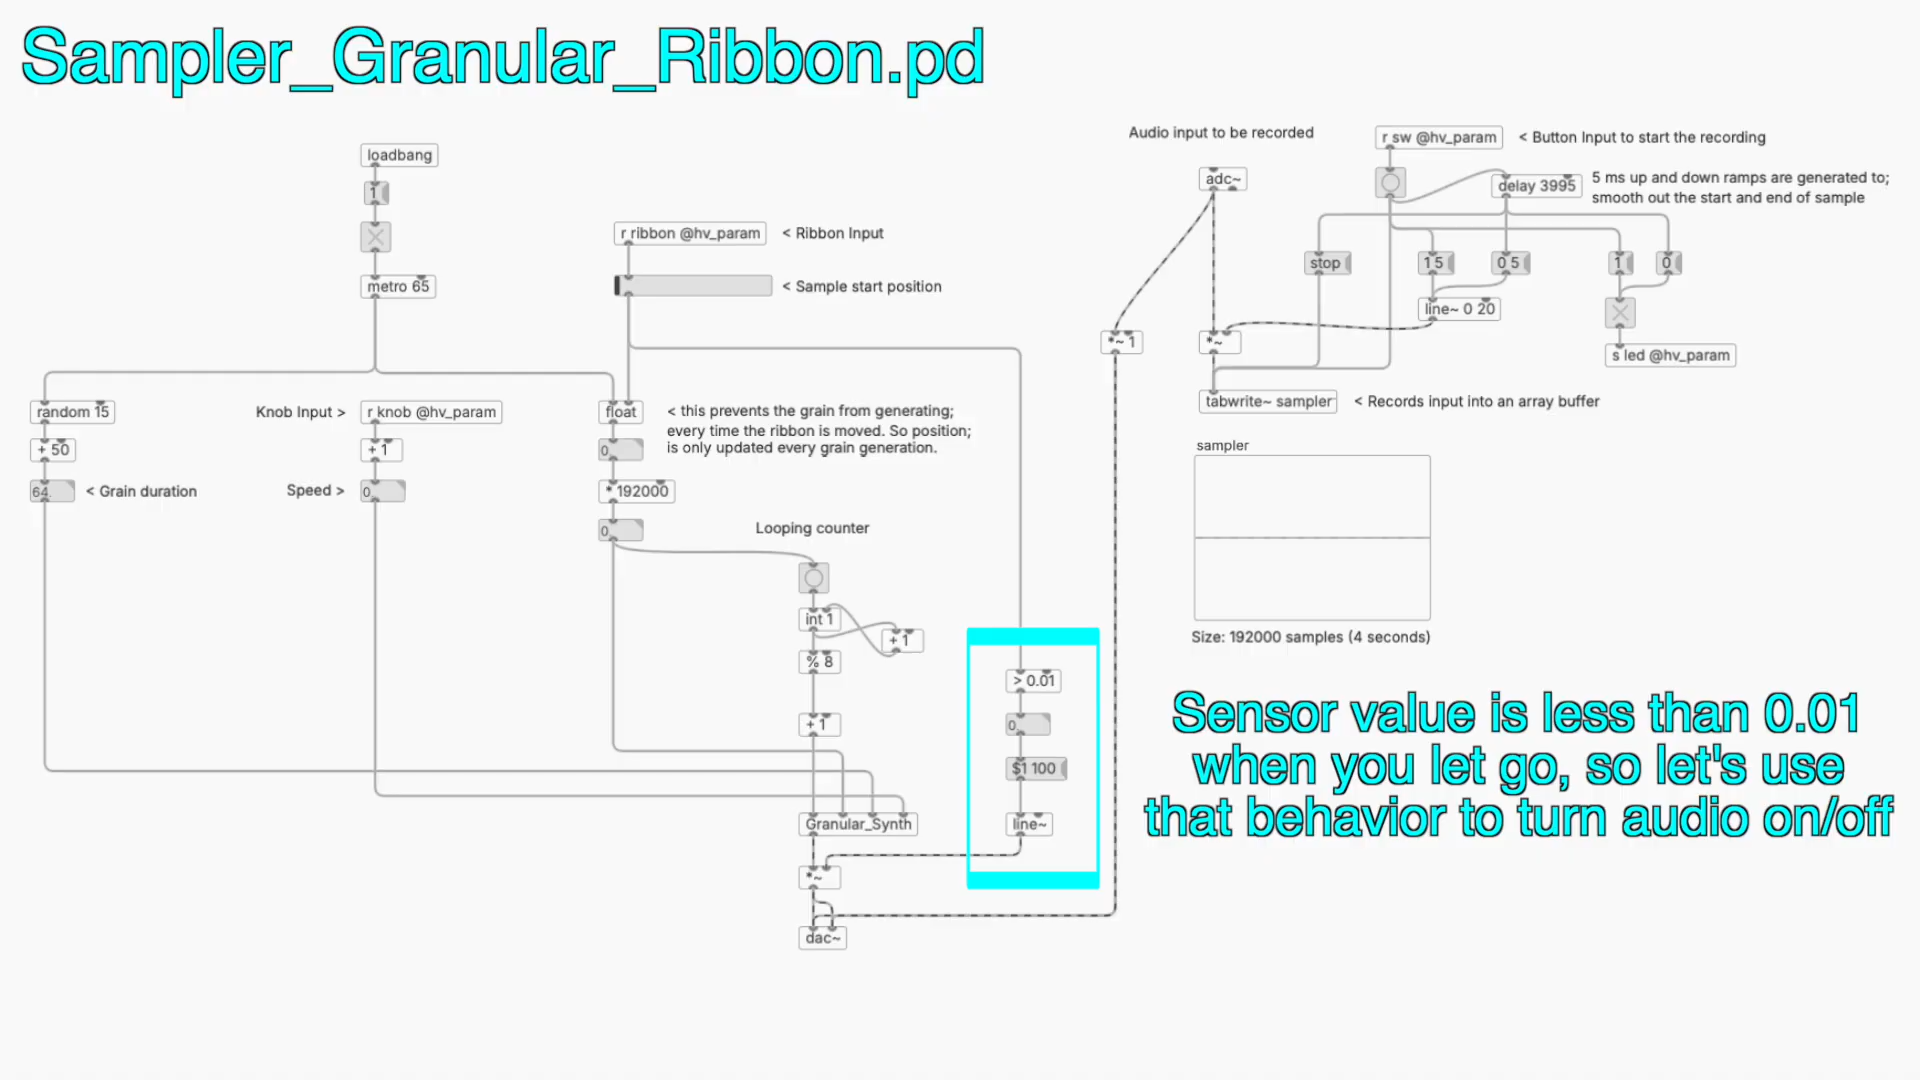 Sampler_Granular_Ribbon.pd
Audio input to be recorded
r sw @hv_param
< Button Input to start the recording
loadbang
1
adc~
delay 3995
5 ms up and down ramps are generated to;
smooth out the start and end of sample
r ribbon @hv_param
< Ribbon Input
metro 65
< Sample start position
stop
1 5
0 5
1
0
line~ 0 20
*~ 1
*~
s led @hv_param
random 15
Knob Input >
r knob @hv_param
float
< this prevents the grain from generating;
every time the ribbon is moved. So position;
is only updated every grain generation.
tabwrite~ sampler
< Records input into an array buffer
+ 50
+ 1
0
sampler
64
< Grain duration
Speed >
0
* 192000
0
Looping counter
int 1
+ 1
% 8
Size: 192000 samples (4 seconds)
> 0.01
+ 1
0
$1 100
Granular_Synth
line~
*~
dac~
Sensor value is less than 0.01
when you let go, so let's use
that behavior to turn audio on/off